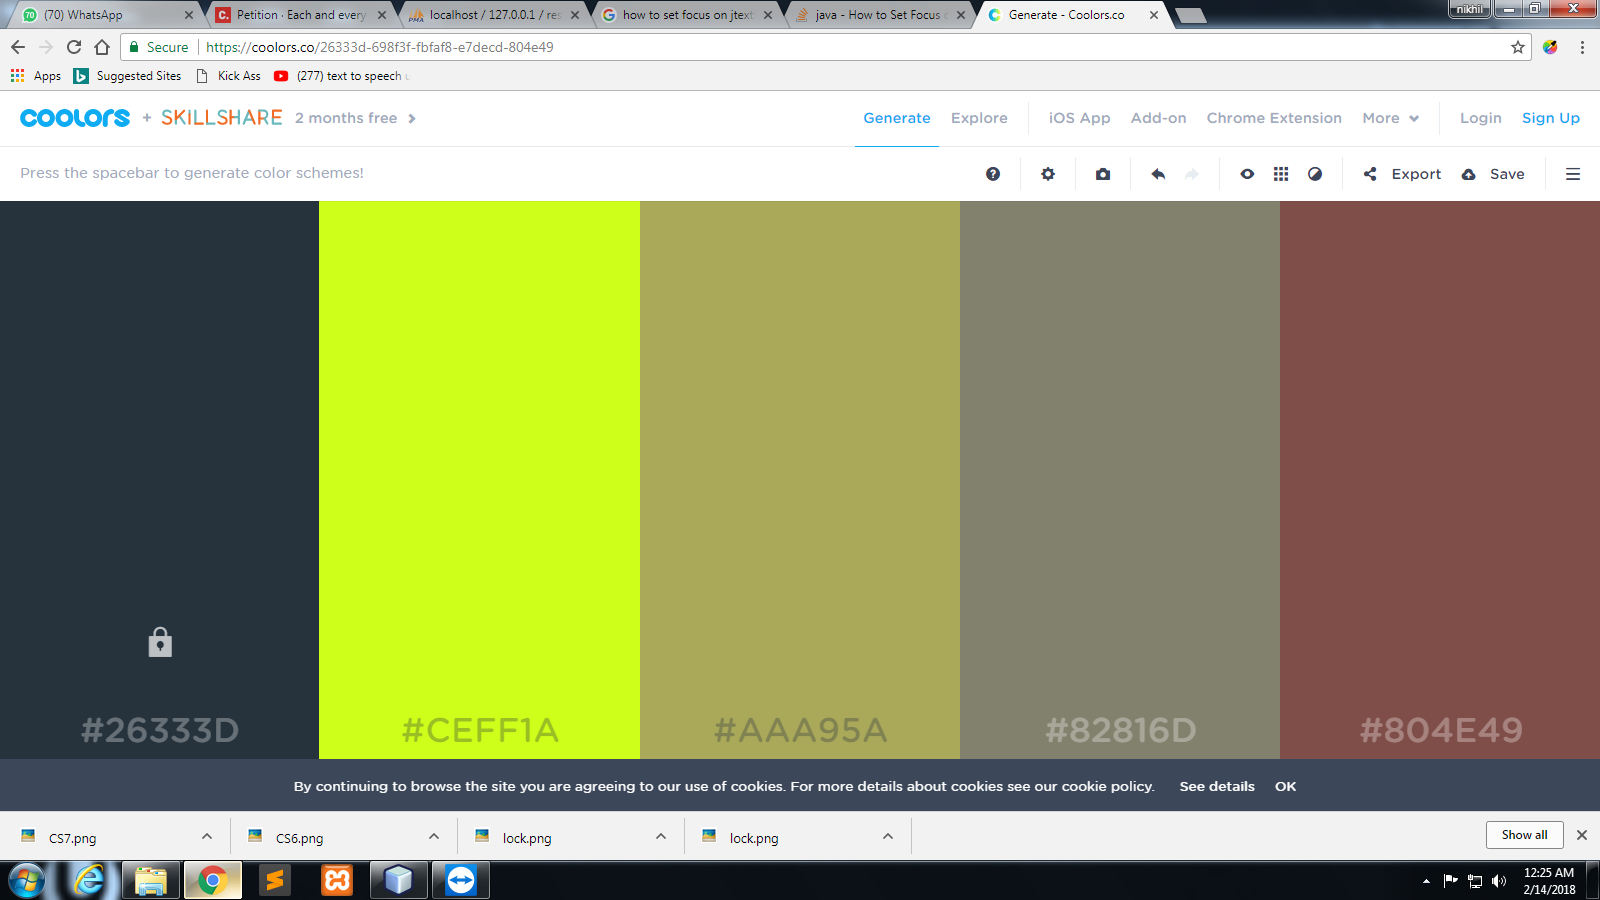 (70) WhatsApp
Petition · Each and every
localhost / 127.0.0.1 / res
how to set focus on jtext
java - How to Set Focus
Generate - Coolors.co
nikhil
Secure
https://coolors.co/26333d-698f3f-fbfaf8-e7decd-804e49
Apps
Suggested Sites
Kick Ass
(277) text to speech
COOLORS + SKILLSHARE 2 months free
Generate
Explore
iOS App
Add-on
Chrome Extension
More
Login
Sign Up
Press the spacebar to generate color schemes!
Export
Save
#26333D
#CEFF1A
#AAA95A
#82816D
#804E49
By continuing to browse the site you are agreeing to our use of cookies. For more details about cookies see our cookie policy.
See details
OK
CS7.png
CS6.png
lock.png
lock.png
Show all
12:25 AM
2/14/2018